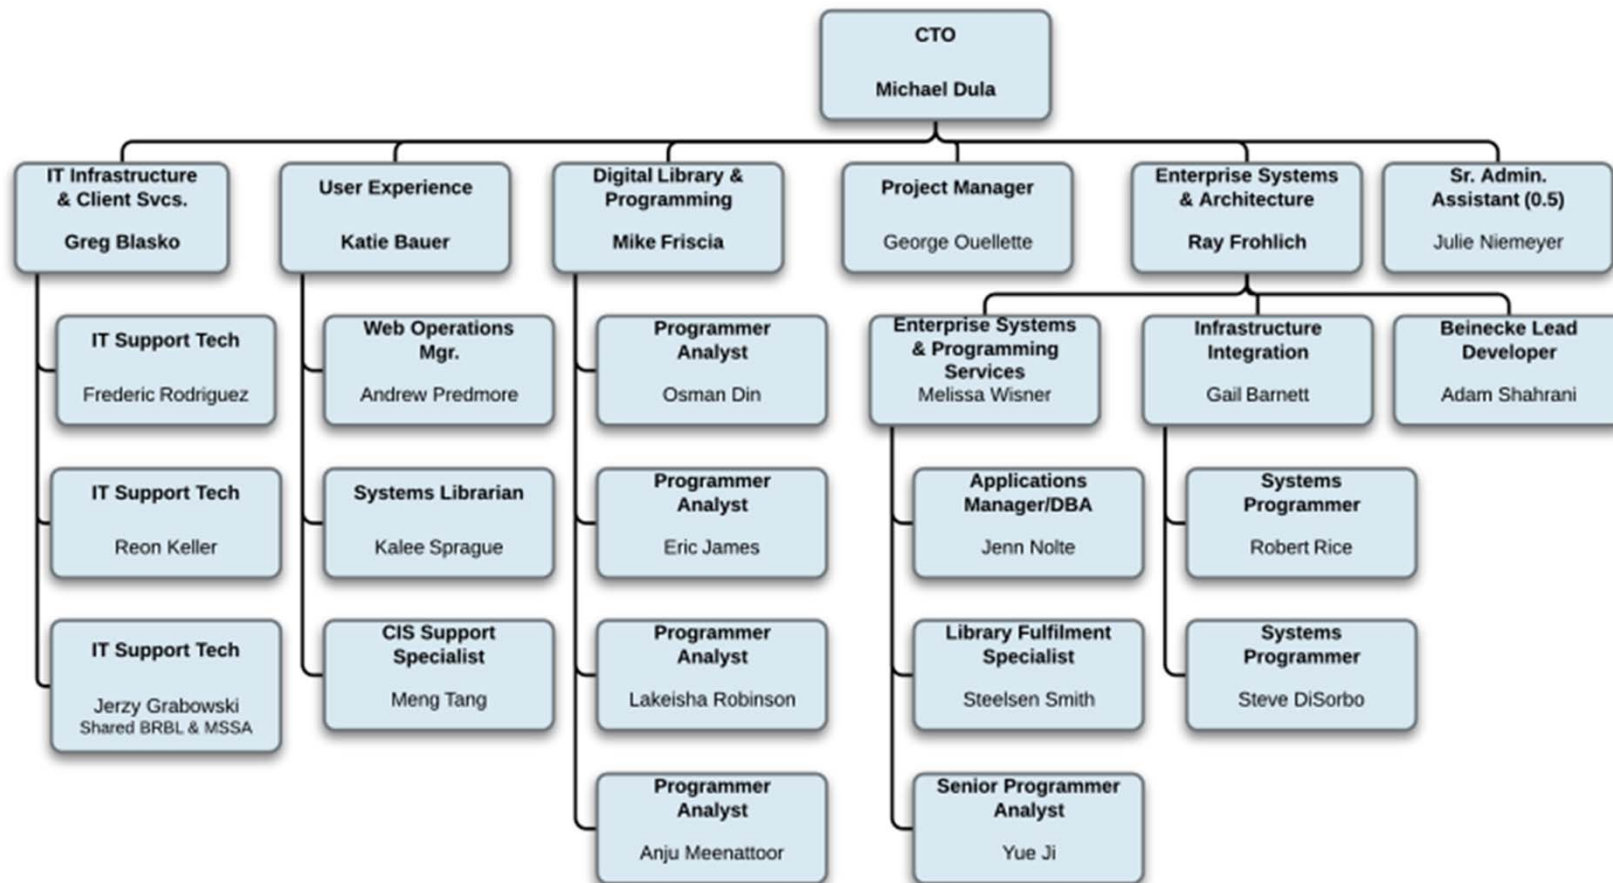 CTO
Michael Dula
IT Infrastructure
& Client Svcs.
Greg Blasko
User Experience
Katie Bauer
Digital Library &
Programming
Mike Friscia
Project Manager
George Ouellette
Enterprise Systems
& Architecture
Ray Frohlich
Sr. Admin.
Assistant (0.5)
Julie Niemeyer
IT Support Tech
Frederic Rodriguez
Web Operations
Mgr.
Andrew Predmore
Programmer
Analyst
Osman Din
Enterprise Systems
& Programming
Services
Melissa Wisner
Infrastructure
Integration
Gail Barnett
Beinecke Lead
Developer
Adam Shahrani
IT Support Tech
Reon Keller
Systems Librarian
Kalee Sprague
Programmer
Analyst
Eric James
Applications
Manager/DBA
Jenn Nolte
Systems
Programmer
Robert Rice
IT Support Tech
Jerzy Grabowski
Shared BRBL & MSSA
CIS Support
Specialist
Meng Tang
Programmer
Analyst
Lakeisha Robinson
Library Fulfilment
Specialist
Steelsen Smith
Systems
Programmer
Steve DiSorbo
Programmer
Analyst
Anju Meenattoor
Senior Programmer
Analyst
Yue Ji